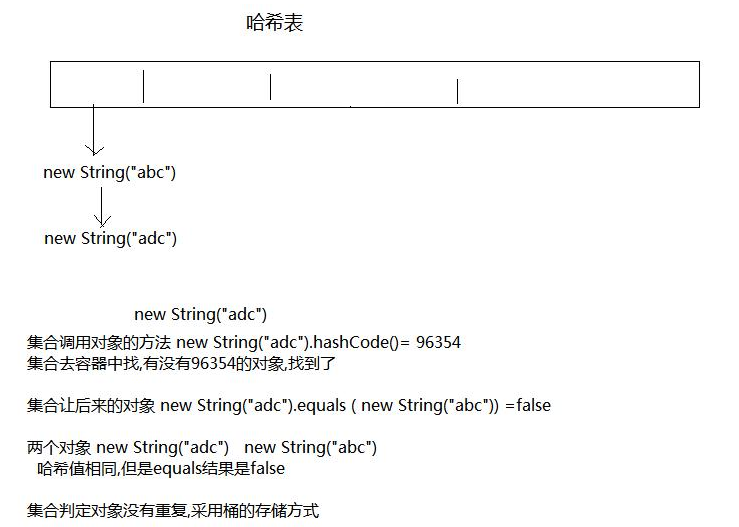 哈希表
new String("abc")
new String("adc")
new String("adc")
集合调用对象的方法 new String("adc").hashCode()= 96354
集合去容器中找,有没有96354的对象,找到了
集合让后来的对象 new String("adc").equals ( new String("abc")) =false
两个对象 new String("adc")   new String("abc")
哈希值相同,但是equals结果是false
集合判定对象没有重复,采用桶的存储方式